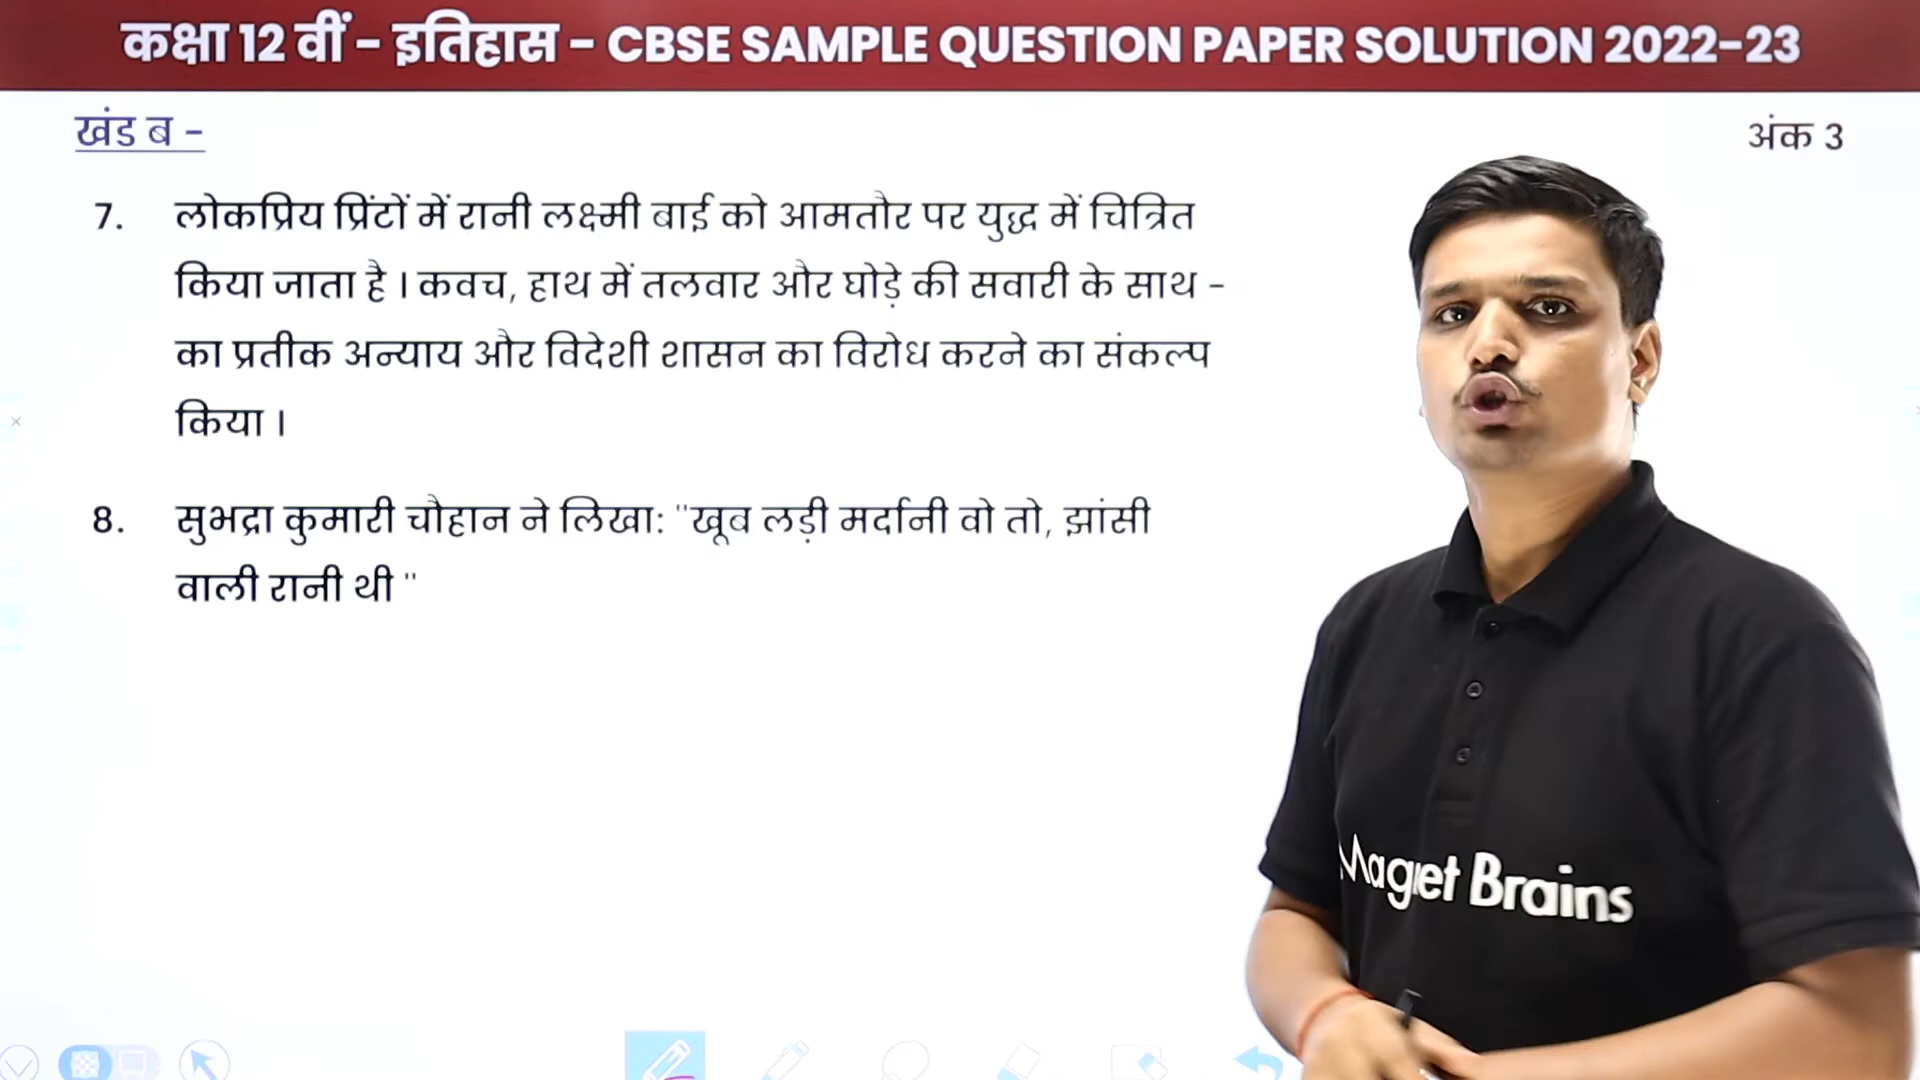 कक्षा 12 वीं - इतिहास - CBSE SAMPLE QUESTION PAPER SOLUTION 2022-23
खंड ब -
अंक 3
7. लोकप्रिय प्रिंटों में रानी लक्ष्मी बाई को आमतौर पर युद्ध में चित्रित
किया जाता है । कवच, हाथ में तलवार और घोड़े की सवारी के साथ -
का प्रतीक अन्याय और विदेशी शासन का विरोध करने का संकल्प
किया ।
8. सुभद्रा कुमारी चौहान ने लिखा: "खूब लड़ी मर्दानी वो तो, झांसी
वाली रानी थी "
Magnet Brains